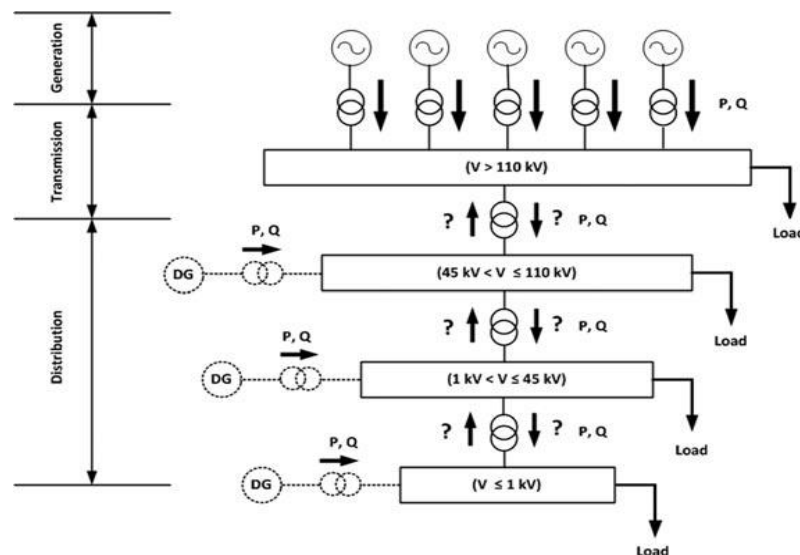 Generation
P, Q
Transmission
(V > 110 kV)
Load
? ? P, Q
P, Q
DG
(45 kV < V ≤ 110 kV)
Load
? ? P, Q
Distribution
P, Q
DG
(1 kV < V ≤ 45 kV)
Load
? ? P, Q
P, Q
DG
(V ≤ 1 kV)
Load